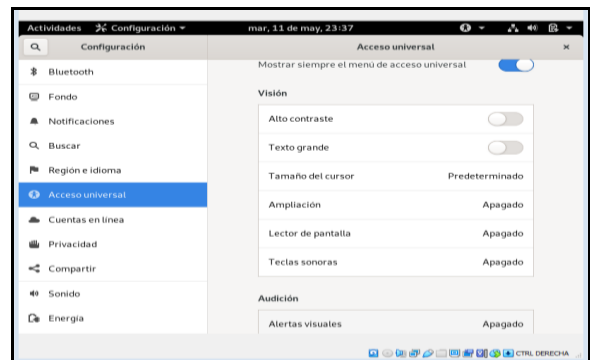 Actividades Configuración mar, 11 de may, 23:37
Configuración Acceso universal
Mostrar siempre el menú de acceso universal
Bluetooth
Fondo
Notificaciones
Buscar
Región e idioma
Acceso universal
Cuentas en línea
Privacidad
Compartir
Sonido
Energía
Visión
Alto contraste
Texto grande
Tamaño del cursor Predeterminado
Ampliación Apagado
Lector de pantalla Apagado
Teclas sonoras Apagado
Audición
Alertas visuales Apagado
CTRL DERECHA